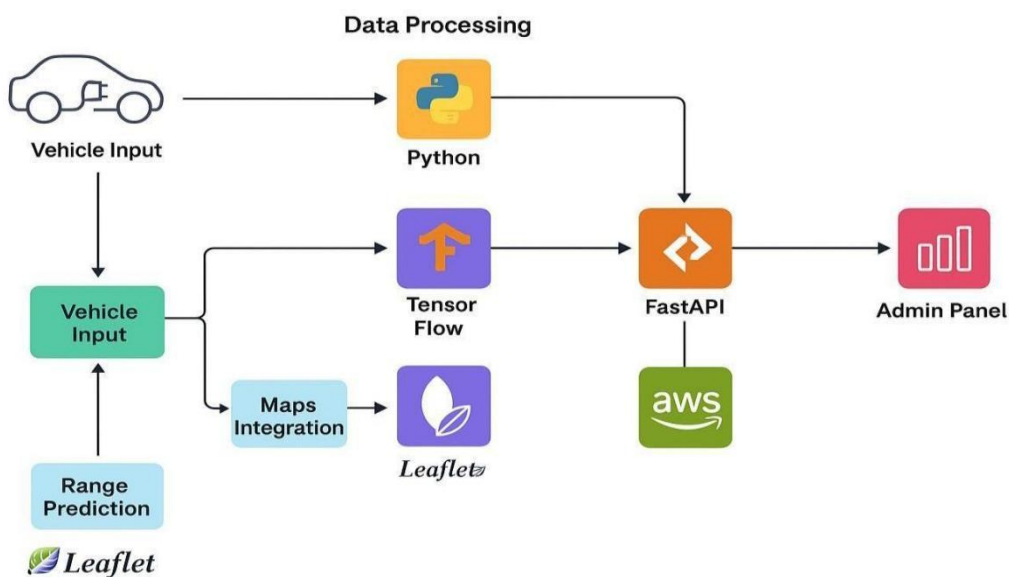 Data Processing
Vehicle Input
Python
Vehicle
Input
Tensor
Flow
FastAPI
Admin Panel
Maps
Integration
Leaflet
aws
Range
Prediction
Leaflet